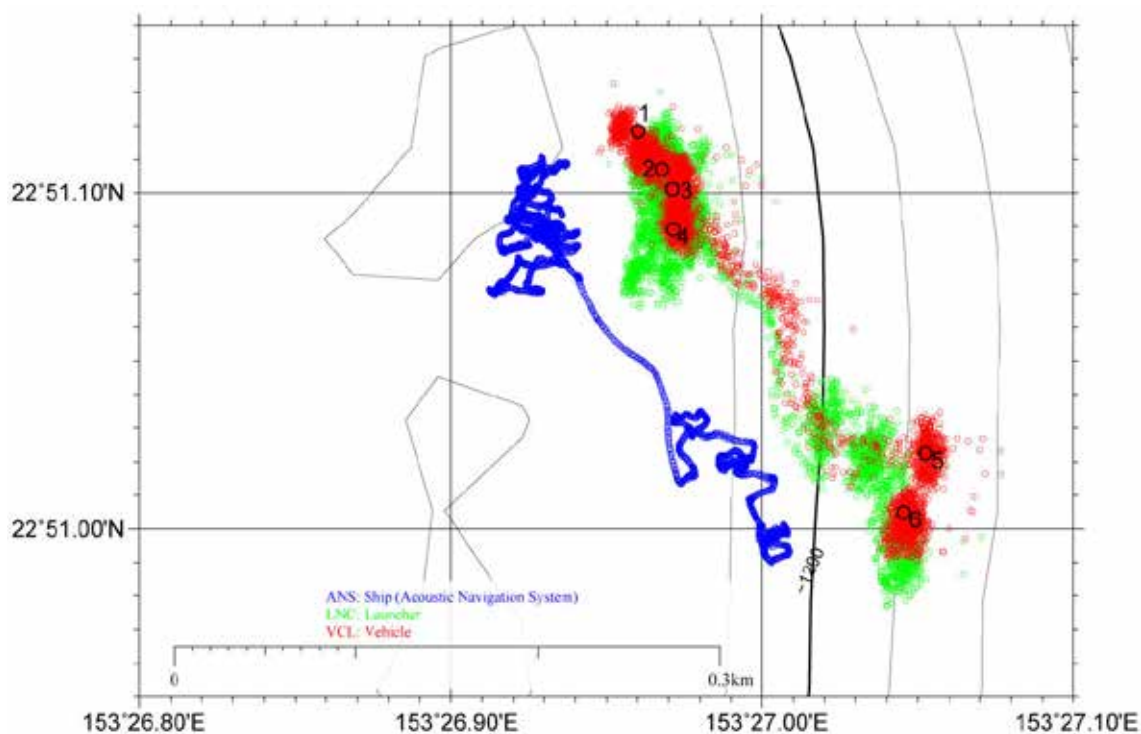 1
22°51.10'N
2
3
4
5
22°51.00'N
6
-1200
ANS: Ship (Acoustic Navigation System)
LNC: Launcher
VCL: Vehicle
0
0.3km
153°26.80'E
153°26.90'E
153°27.00'E
153°27.10'E